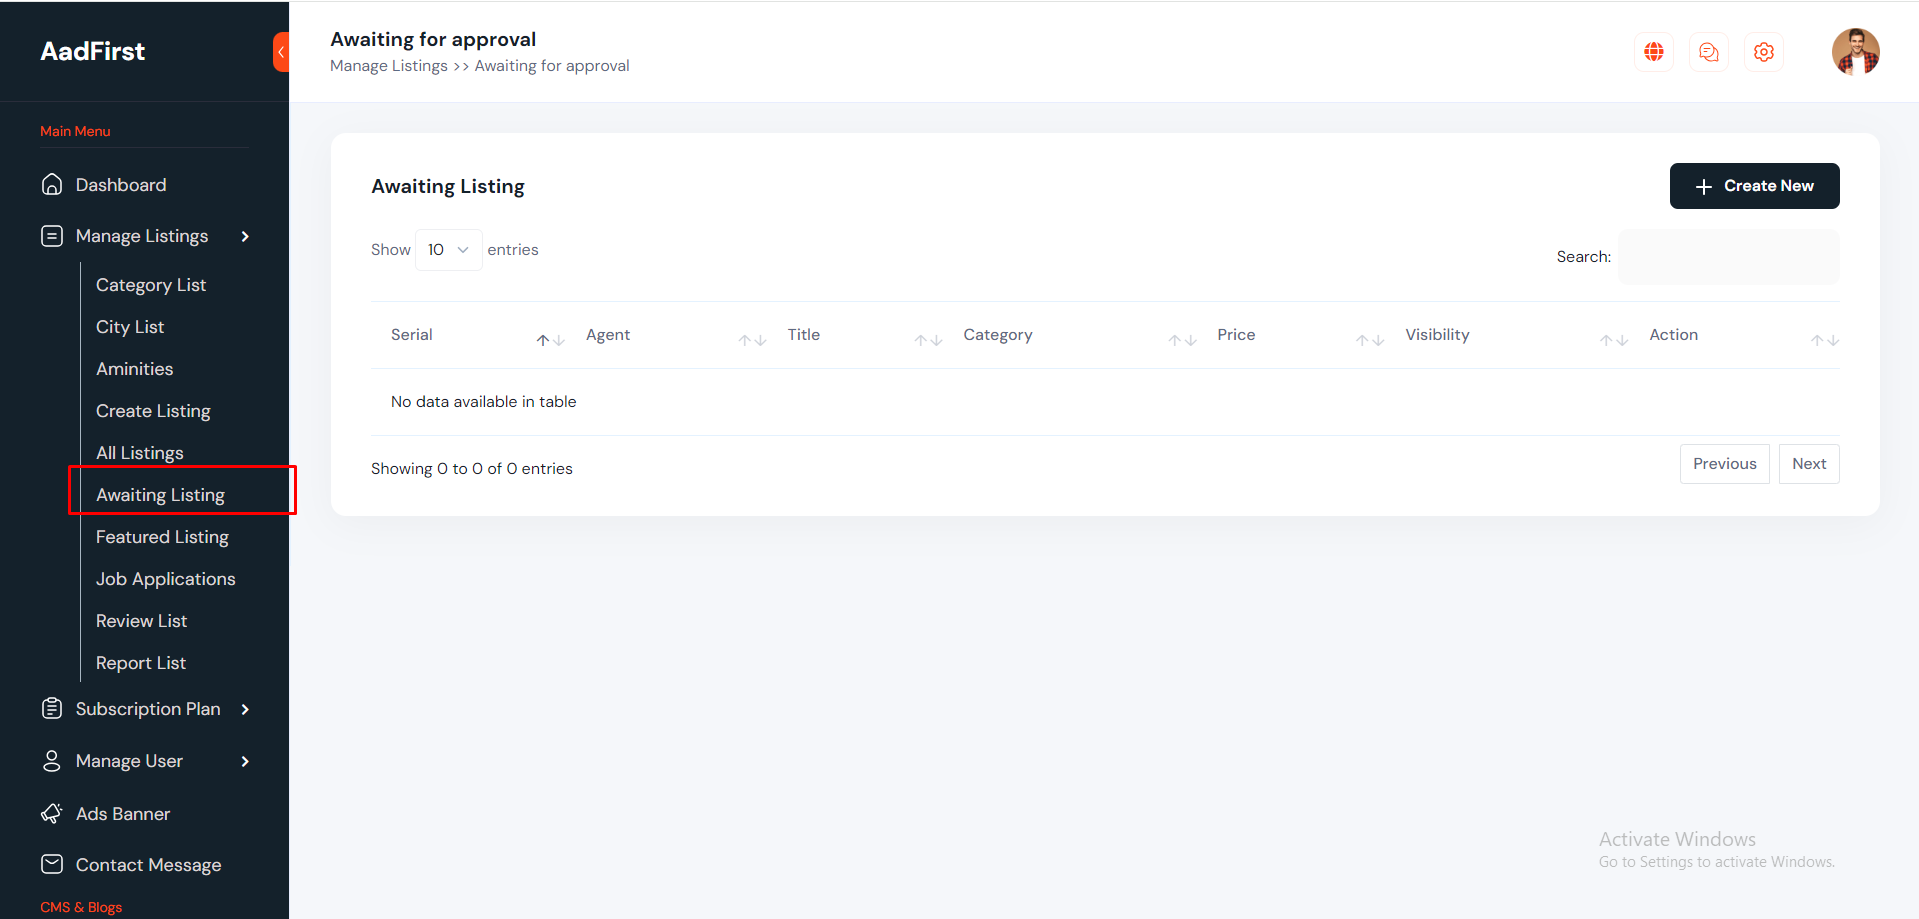 AadFirst
Main Menu
Dashboard
Manage Listings
Category List
City List
Aminities
Create Listing
All Listings
Awaiting Listing
Featured Listing
Job Applications
Review List
Report List
Subscription Plan
Manage User
Ads Banner
Contact Message
CMS & Blogs
Awaiting for approval
Manage Listings >> Awaiting for approval
Awaiting Listing
Create New
Show 10 entries
Search:
Serial Agent Title Category Price Visibility Action
No data available in table
Showing 0 to 0 of 0 entries
Previous Next
Activate Windows
Go to Settings to activate Windows.